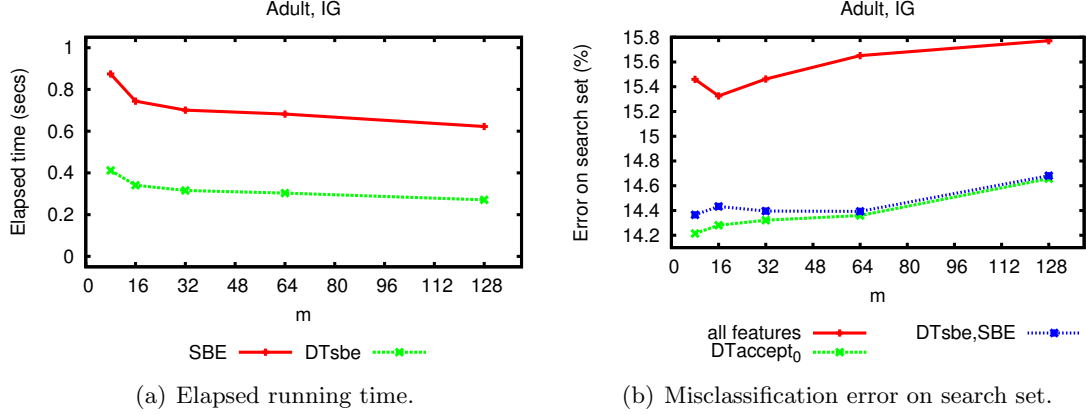 Adult, IG
Elapsed time (secs)
1
0.8
0.6
0.4
0.2
0
0 16 32 48 64 80 96 112 128
m
SBE DTsbe
(a) Elapsed running time.
Adult, IG
Error on search set (%)
15.8
15.6
15.4
15.2
15
14.8
14.6
14.4
14.2
0 16 32 48 64 80 96 112 128
m
all features DTsbe,SBE
DTaccept₀
(b) Misclassification error on search set.